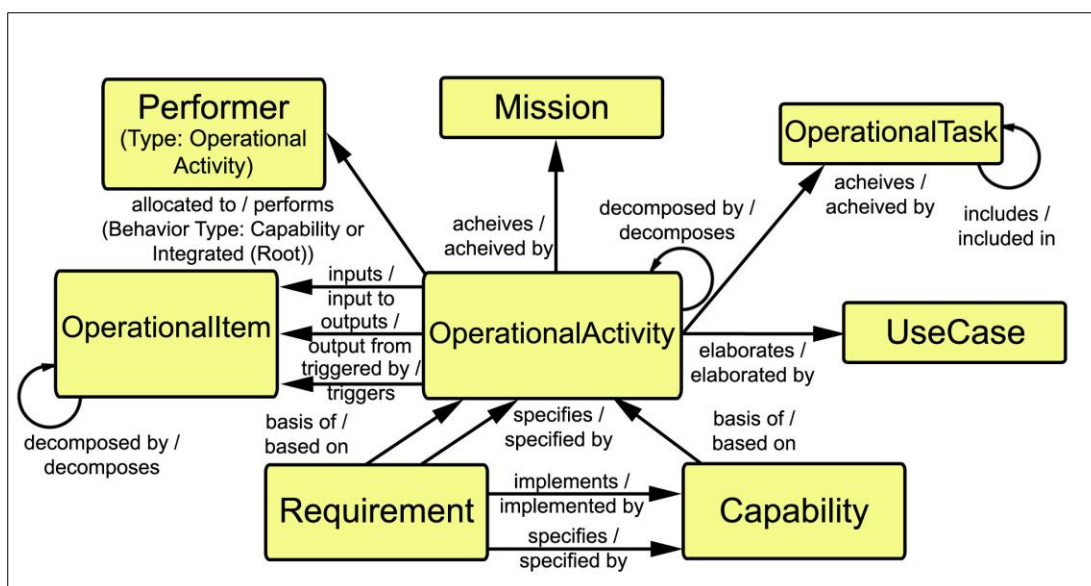 Performer
(Type: Operational
Activity)
Mission
OperationalTask
allocated to / performs
(Behavior Type: Capability or
Integrated (Root))
acheives /
acheived by
decomposed by /
decomposes
acheives /
acheived by
includes /
included in
OperationalItem
inputs /
input to
outputs /
output from
triggered by /
triggers
OperationalActivity
UseCase
elaborates /
elaborated by
decomposed by /
decomposes
basis of /
based on
specifies /
specified by
basis of /
based on
Requirement
implements /
implemented by
specifies /
specified by
Capability